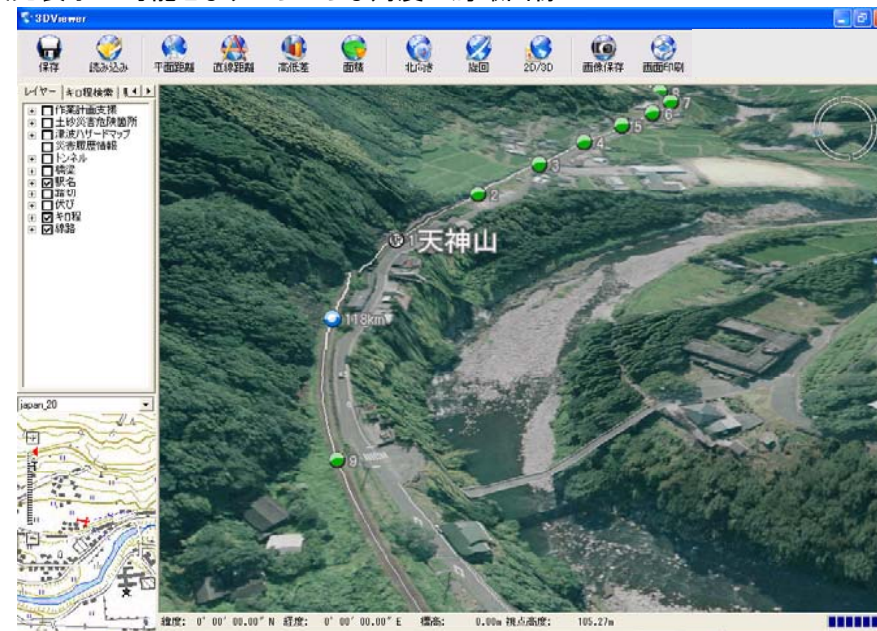 3DViewer
保存 読み込み 平面距離 直線距離 高低差 面積 北向き 旋回 2D/3D 画像保存 画面印刷
レイヤー キロ程検索
作業計画支援
土砂災害危険箇所
津波ハザードマップ
災害履歴情報
トンネル
橋梁
駅名
踏切
伏び
キロ程
線路
8
7
6
5
4
3
2
1 天神山
118km
9
japan_20
緯度: 0° 00' 00.00" N 経度: 0° 00' 00.00" E 標高: 0.00m 視点高度: 105.27m